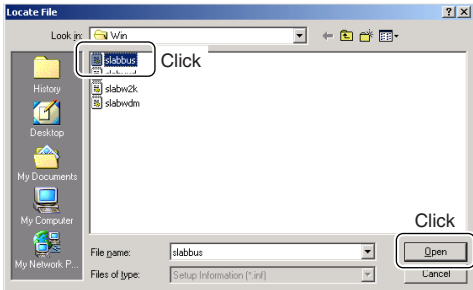 Locate File
Look in: Win
slabbus
Click
slabw2k
slabwdm
History
Desktop
My Documents
My Computer
My Network P...
Click
File name: slabbus
Open
Files of type: Setup Information (*.inf)
Cancel